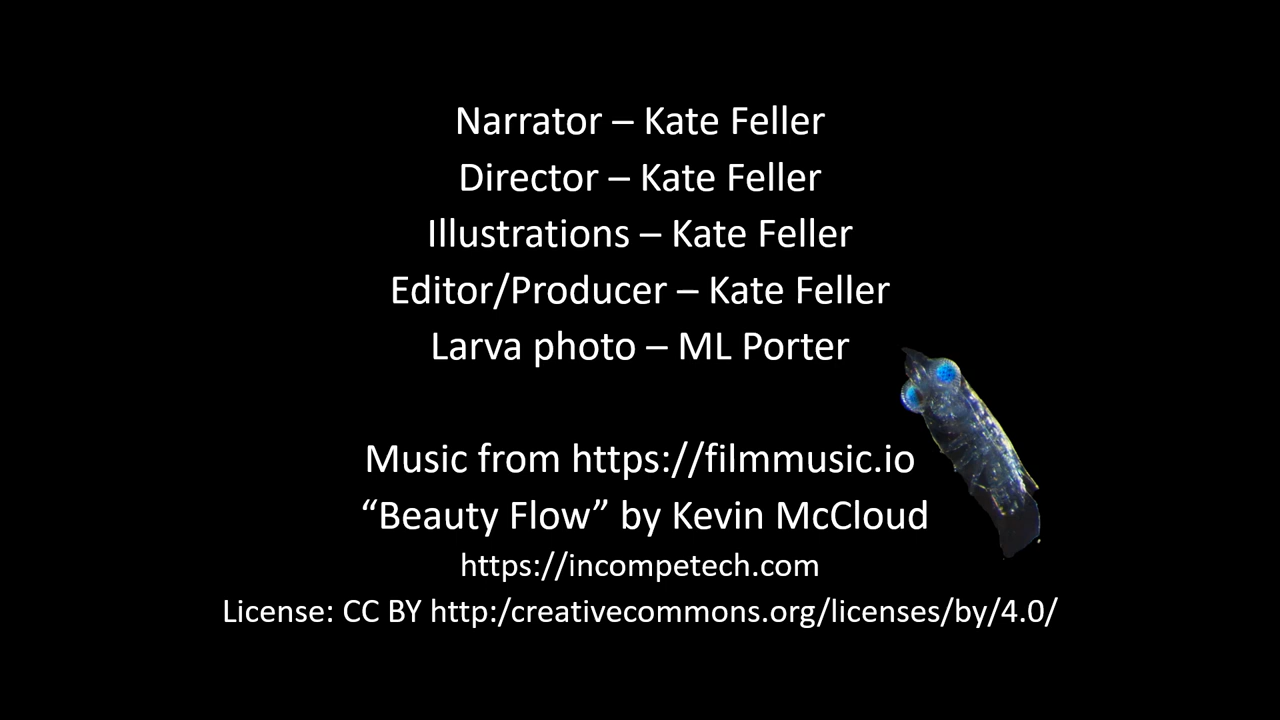 Narrator – Kate Feller
Director – Kate Feller
Illustrations – Kate Feller
Editor/Producer – Kate Feller
Larva photo – ML Porter
Music from https://filmmusic.io
“Beauty Flow” by Kevin McCloud
https://incompetech.com
License: CC BY http:/creativecommons.org/licenses/by/4.0/